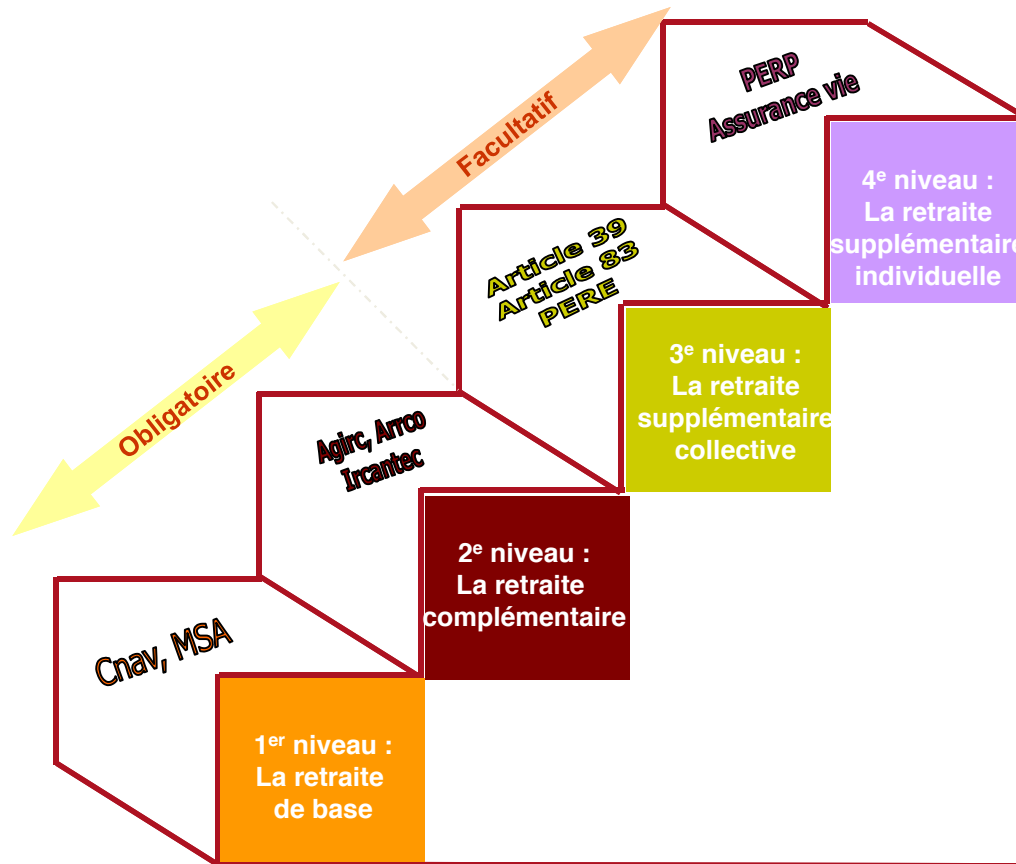 PERP
Assurance vie
Facultatif
4e niveau :
La retraite
supplémentaire
individuelle
Article 39
Article 83
PERE
3e niveau :
La retraite
supplémentaire
collective
Obligatoire
Agirc, Arrco
Ircantec
2e niveau :
La retraite
complémentaire
Cnav, MSA
1er niveau :
La retraite
de base